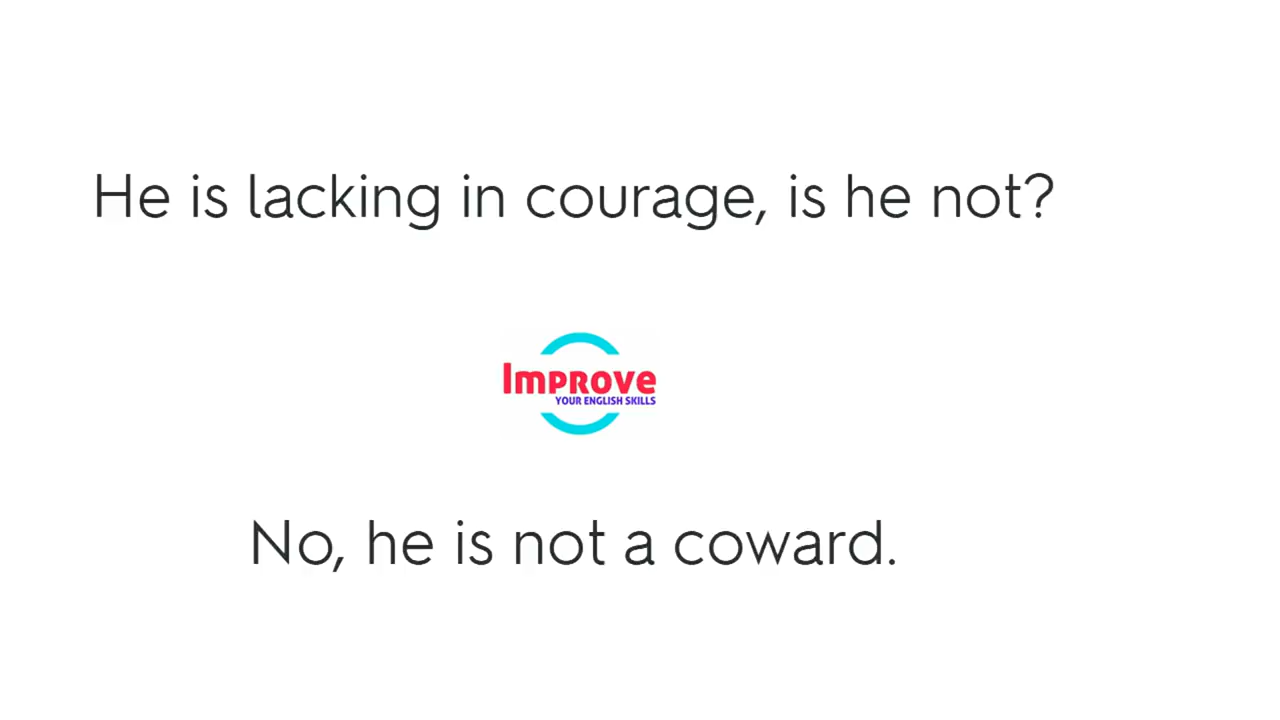 He is lacking in courage, is he not?
Improve
YOUR ENGLISH SKILLS
No, he is not a coward.